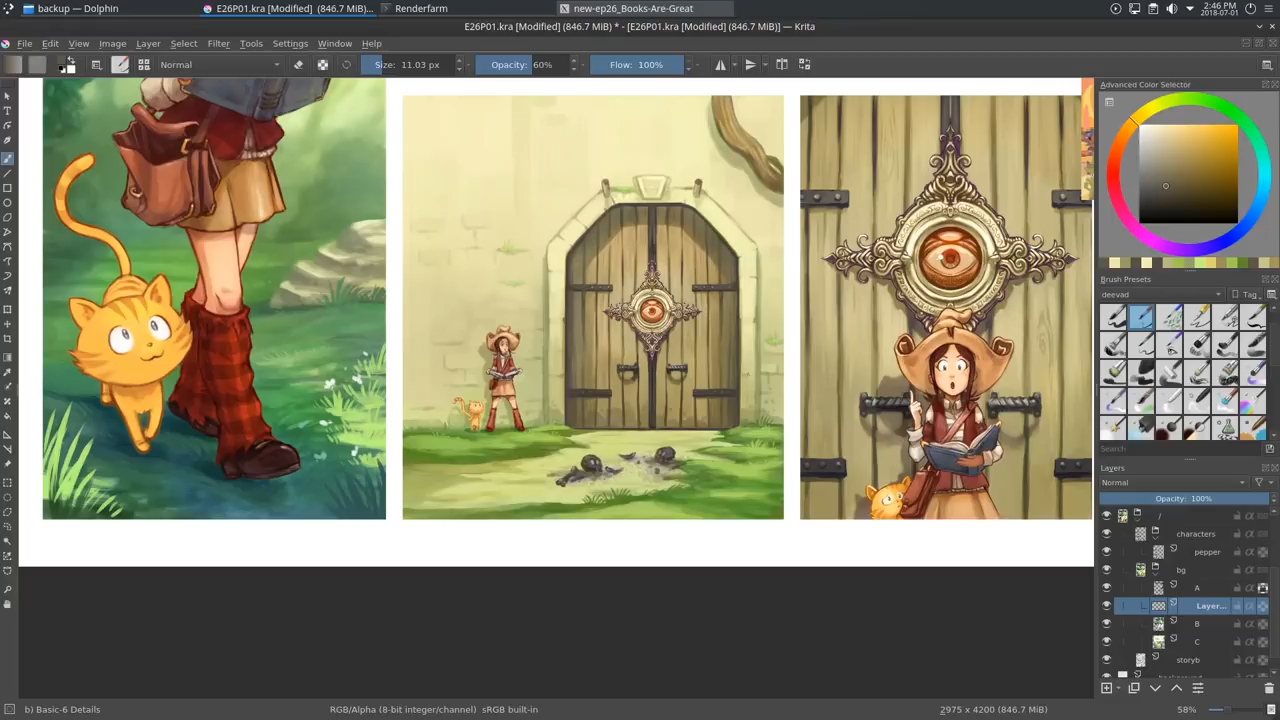 backup — Dolphin
E26P01.kra [Modified] (846.7 MiB)...
Renderfarm
new-ep26_Books-Are-Great
2:46 PM
2018-07-01
E26P01.kra [Modified] (846.7 MiB) * - [E26P01.kra [Modified] (846.7 MiB)] — Krita
File Edit View Image Layer Select Filter Tools Settings Window Help
Normal
Size: 11.03 px
Opacity: 60%
Flow: 100%
Advanced Color Selector
Brush Presets
deevad
Tag
Search
Layers
Normal
Opacity: 100%
/
characters
pepper
bg
A
Layer...
B
C
storyb
b) Basic-6 Details
RGB/Alpha (8-bit integer/channel) sRGB built-in
2975 x 4200 (846.7 MiB)
58%